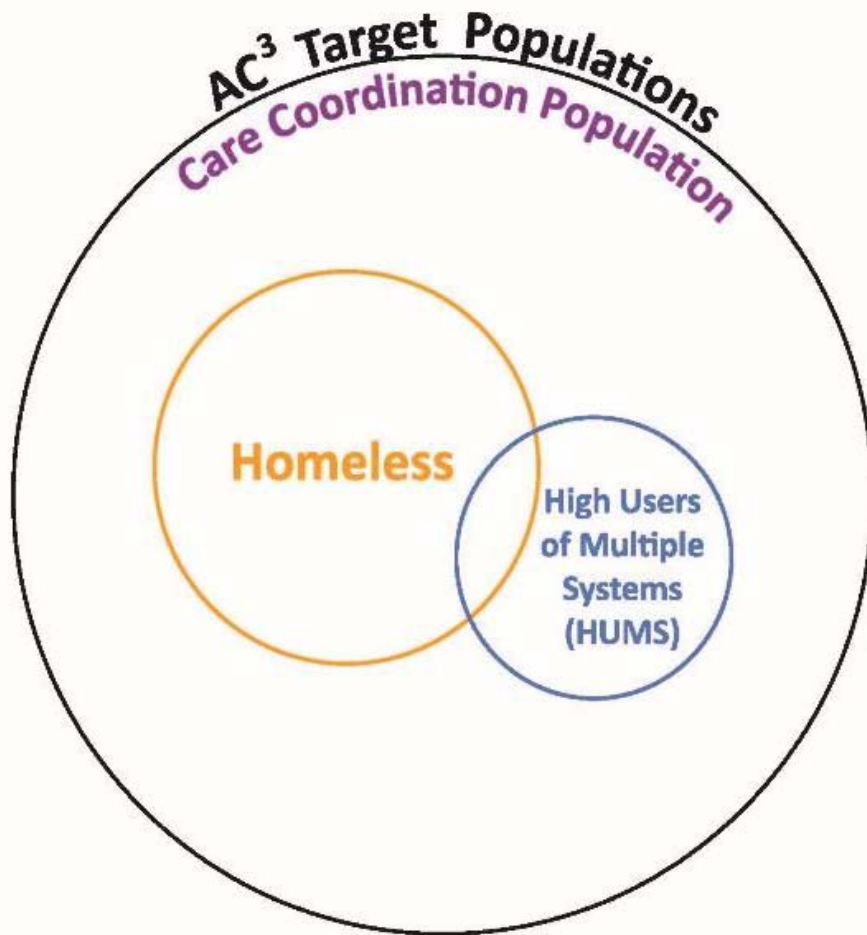 AC³ Target Populations
Care Coordination Population
Homeless
High Users
of Multiple
Systems
(HUMS)